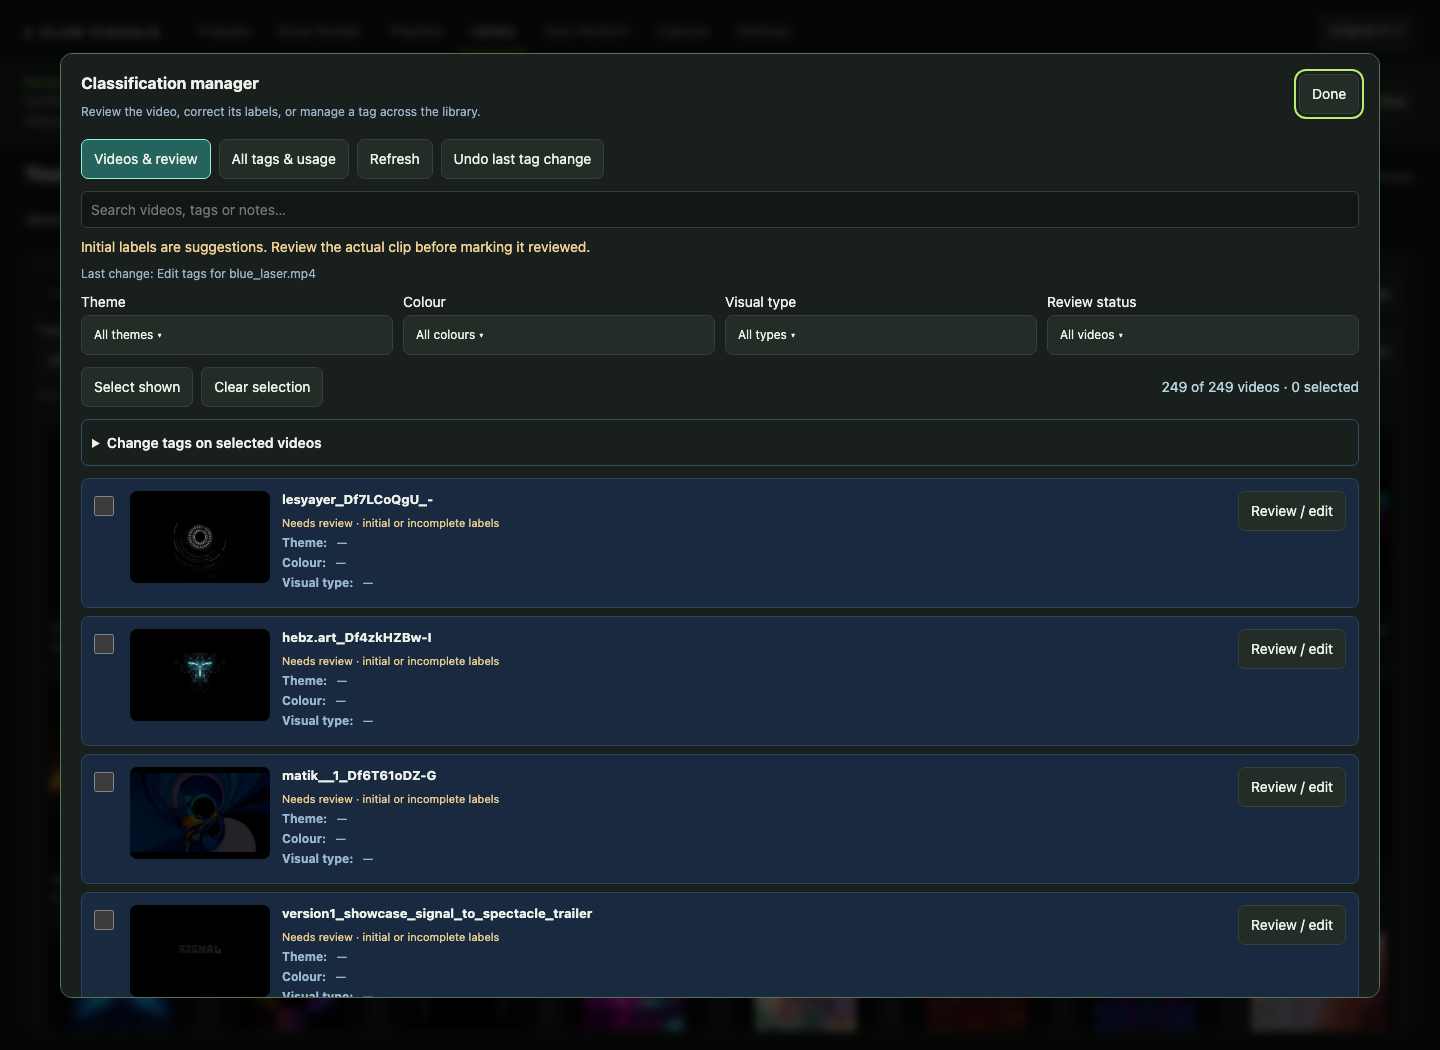 Classification manager
Done
Review the video, correct its labels, or manage a tag across the library.
Videos & review
All tags & usage
Refresh
Undo last tag change
Search videos, tags or notes...
Initial labels are suggestions. Review the actual clip before marking it reviewed.
Last change: Edit tags for blue_laser.mp4
Theme
Colour
Visual type
Review status
All themes ▾
All colours ▾
All types ▾
All videos ▾
Select shown
Clear selection
249 of 249 videos · 0 selected
▶ Change tags on selected videos
lesyayer_Df7LCoQgU_-
Review / edit
Needs review · initial or incomplete labels
Theme: —
Colour: —
Visual type: —
hebz.art_Df4zkHZBw-I
Review / edit
Needs review · initial or incomplete labels
Theme: —
Colour: —
Visual type: —
matik__1_Df6T61oDZ-G
Review / edit
Needs review · initial or incomplete labels
Theme: —
Colour: —
Visual type: —
version1_showcase_signal_to_spectacle_trailer
Review / edit
Needs review · initial or incomplete labels
Theme: —
Colour: —
Visual type: —